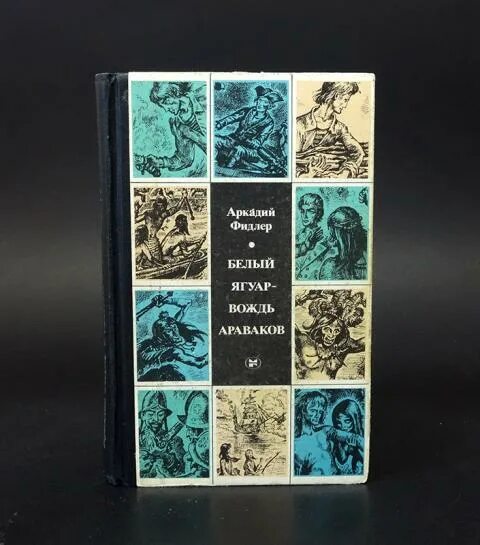 Аркадий
Фидлер
•
БЕЛЫЙ
ЯГУАР-
ВОЖДЬ
АРАВАКОВ